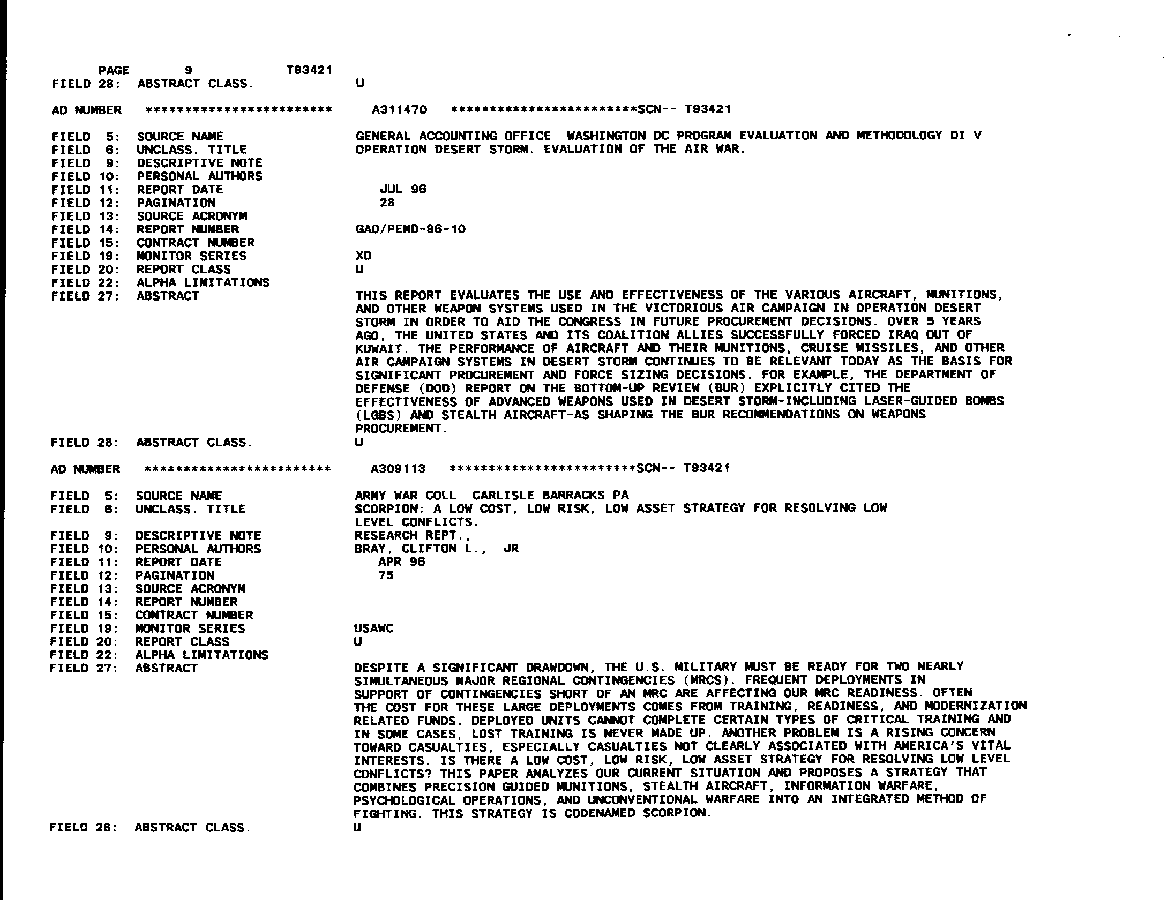 PAGE 9 T83421
FIELD 28: ABSTRACT CLASS. U
AD NUMBER ************************ A311470 ************************SCN-- T83421
FIELD 5: SOURCE NAME GENERAL ACCOUNTING OFFICE WASHINGTON DC PROGRAM EVALUATION AND METHODOLOGY DI V
FIELD 6: UNCLASS. TITLE OPERATION DESERT STORM. EVALUATION OF THE AIR WAR.
FIELD 9: DESCRIPTIVE NOTE
FIELD 10: PERSONAL AUTHORS
FIELD 11: REPORT DATE JUL 96
FIELD 12: PAGINATION 28
FIELD 13: SOURCE ACRONYM
FIELD 14: REPORT NUMBER GAO/PEMD-96-10
FIELD 15: CONTRACT NUMBER
FIELD 19: MONITOR SERIES XD
FIELD 20: REPORT CLASS U
FIELD 22: ALPHA LIMITATIONS
FIELD 27: ABSTRACT THIS REPORT EVALUATES THE USE AND EFFECTIVENESS OF THE VARIOUS AIRCRAFT, MUNITIONS,
AND OTHER WEAPON SYSTEMS USED IN THE VICTORIOUS AIR CAMPAIGN IN OPERATION DESERT
STORM IN ORDER TO AID THE CONGRESS IN FUTURE PROCUREMENT DECISIONS. OVER 5 YEARS
AGO, THE UNITED STATES AND ITS COALITION ALLIES SUCCESSFULLY FORCED IRAQ OUT OF
KUWAIT. THE PERFORMANCE OF AIRCRAFT AND THEIR MUNITIONS, CRUISE MISSILES, AND OTHER
AIR CAMPAIGN SYSTEMS IN DESERT STORM CONTINUES TO BE RELEVANT TODAY AS THE BASIS FOR
SIGNIFICANT PROCUREMENT AND FORCE SIZING DECISIONS. FOR EXAMPLE, THE DEPARTMENT OF
DEFENSE (DOD) REPORT ON THE BOTTOM-UP REVIEW (BUR) EXPLICITLY CITED THE
EFFECTIVENESS OF ADVANCED WEAPONS USED IN DESERT STORM-INCLUDING LASER-GUIDED BOMBS
(LGBS) AND STEALTH AIRCRAFT-AS SHAPING THE BUR RECOMMENDATIONS ON WEAPONS
PROCUREMENT.
FIELD 28: ABSTRACT CLASS. U
AD NUMBER ************************ A309113 ************************SCN-- T83421
FIELD 5: SOURCE NAME ARMY WAR COLL CARLISLE BARRACKS PA
FIELD 6: UNCLASS. TITLE SCORPION: A LOW COST, LOW RISK, LOW ASSET STRATEGY FOR RESOLVING LOW
LEVEL CONFLICTS.
FIELD 9: DESCRIPTIVE NOTE RESEARCH REPT.,
FIELD 10: PERSONAL AUTHORS BRAY, CLIFTON L., JR
FIELD 11: REPORT DATE APR 96
FIELD 12: PAGINATION 75
FIELD 13: SOURCE ACRONYM
FIELD 14: REPORT NUMBER
FIELD 15: CONTRACT NUMBER
FIELD 19: MONITOR SERIES USAWC
FIELD 20: REPORT CLASS U
FIELD 22: ALPHA LIMITATIONS
FIELD 27: ABSTRACT DESPITE A SIGNIFICANT DRAWDOWN, THE U.S. MILITARY MUST BE READY FOR TWO NEARLY
SIMULTANEOUS MAJOR REGIONAL CONTINGENCIES (MRCS). FREQUENT DEPLOYMENTS IN
SUPPORT OF CONTINGENCIES SHORT OF AN MRC ARE AFFECTING OUR MRC READINESS. OFTEN
THE COST FOR THESE LARGE DEPLOYMENTS COMES FROM TRAINING, READINESS, AND MODERNIZATION
RELATED FUNDS. DEPLOYED UNITS CANNOT COMPLETE CERTAIN TYPES OF CRITICAL TRAINING AND
IN SOME CASES, LOST TRAINING IS NEVER MADE UP. ANOTHER PROBLEM IS A RISING CONCERN
TOWARD CASUALTIES, ESPECIALLY CASUALTIES NOT CLEARLY ASSOCIATED WITH AMERICA'S VITAL
INTERESTS. IS THERE A LOW COST, LOW RISK, LOW ASSET STRATEGY FOR RESOLVING LOW LEVEL
CONFLICTS? THIS PAPER ANALYZES OUR CURRENT SITUATION AND PROPOSES A STRATEGY THAT
COMBINES PRECISION GUIDED MUNITIONS, STEALTH AIRCRAFT, INFORMATION WARFARE,
PSYCHOLOGICAL OPERATIONS, AND UNCONVENTIONAL WARFARE INTO AN INTEGRATED METHOD OF
FIGHTING. THIS STRATEGY IS CODENAMED SCORPION.
FIELD 28: ABSTRACT CLASS. U